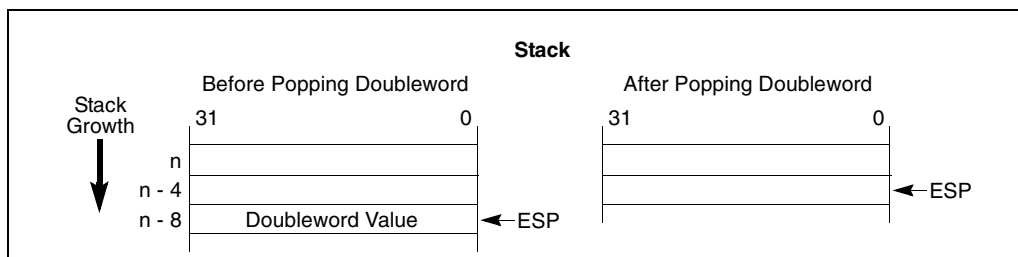 Stack
Before Popping Doubleword
After Popping Doubleword
Stack
Growth
31 0
31 0
n
n - 4
ESP
n - 8
Doubleword Value
ESP